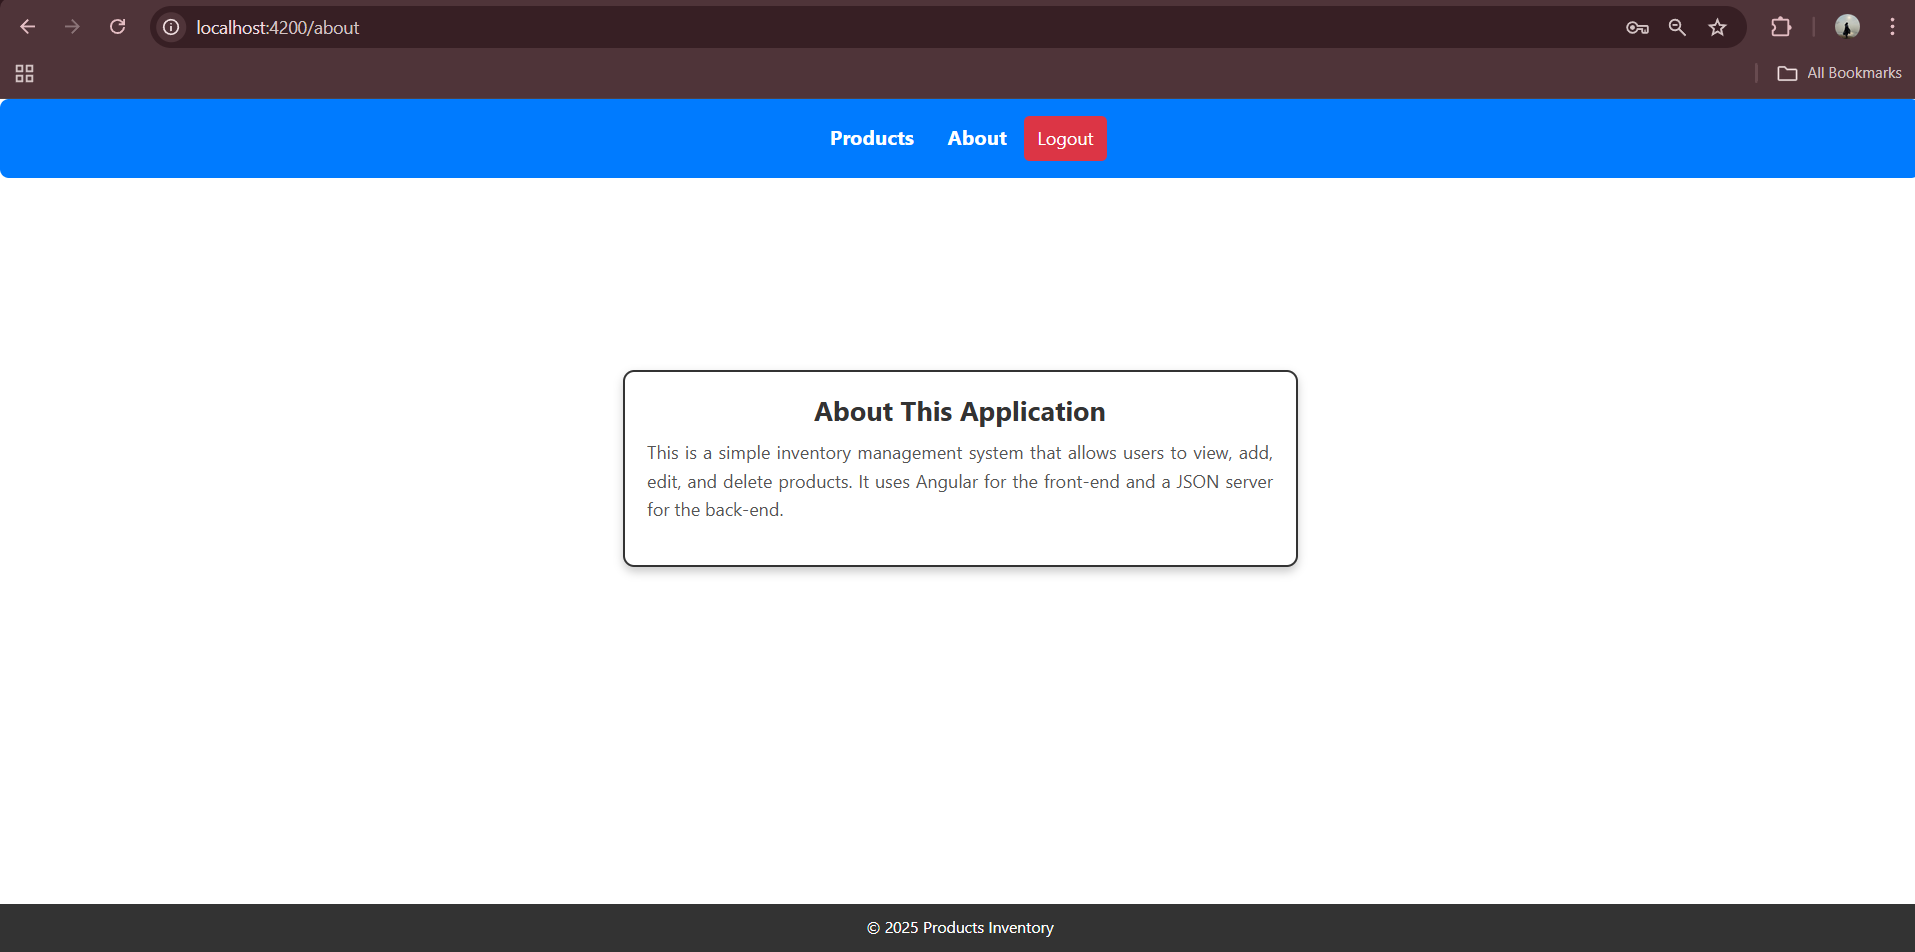 localhost:4200/about
All Bookmarks
Products About Logout
About This Application
This is a simple inventory management system that allows users to view, add,
edit, and delete products. It uses Angular for the front-end and a JSON server
for the back-end.
© 2025 Products Inventory